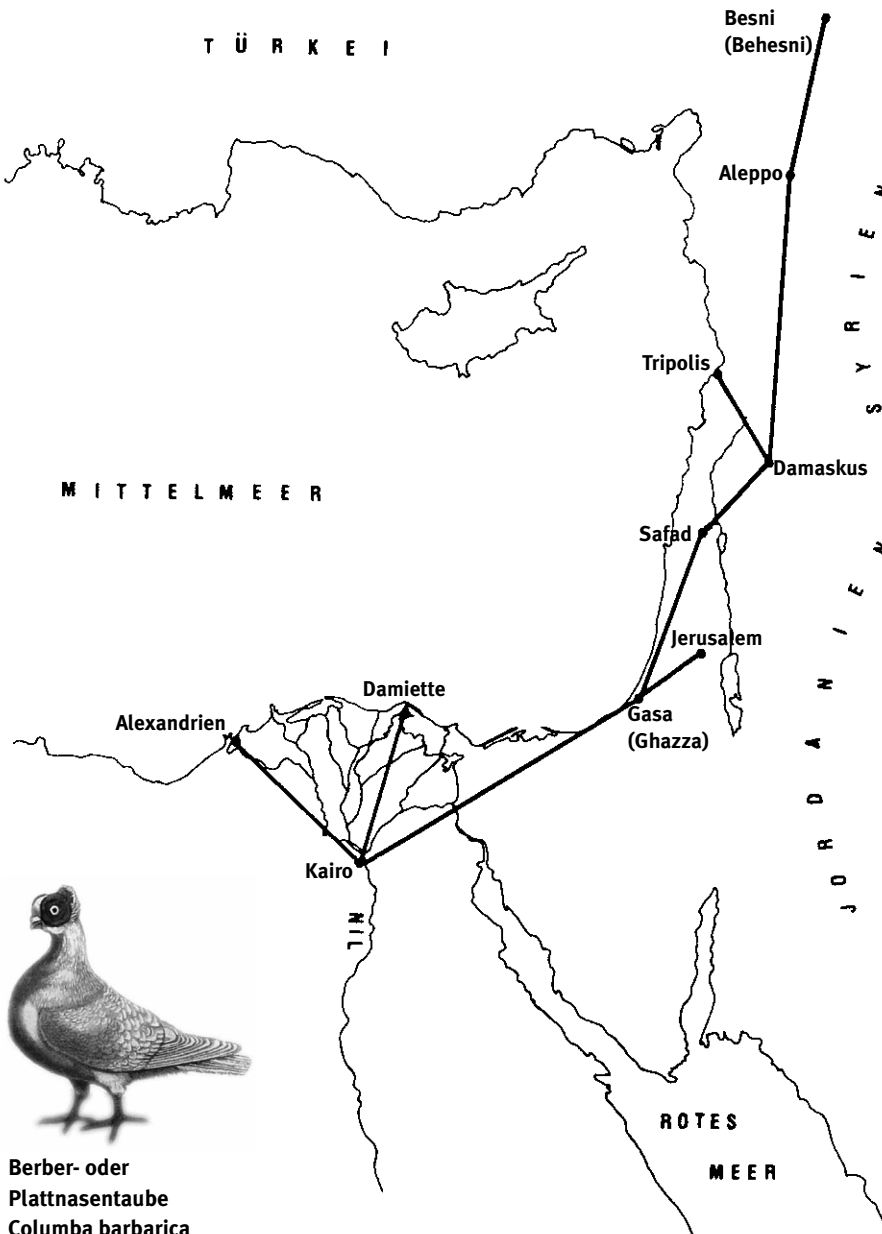 Besni
(Behesni)
TÜRKEI
Aleppo
SYRIEN
Tripolis
Damaskus
MITTELMEER
Safad
Jerusalem
JORDANIEN
Damiette
Alexandrien
Gasa
(Ghazza)
Kairo
NIL
ROTES
MEER
Berber- oder
Plattnasentaube
Columba barbarica